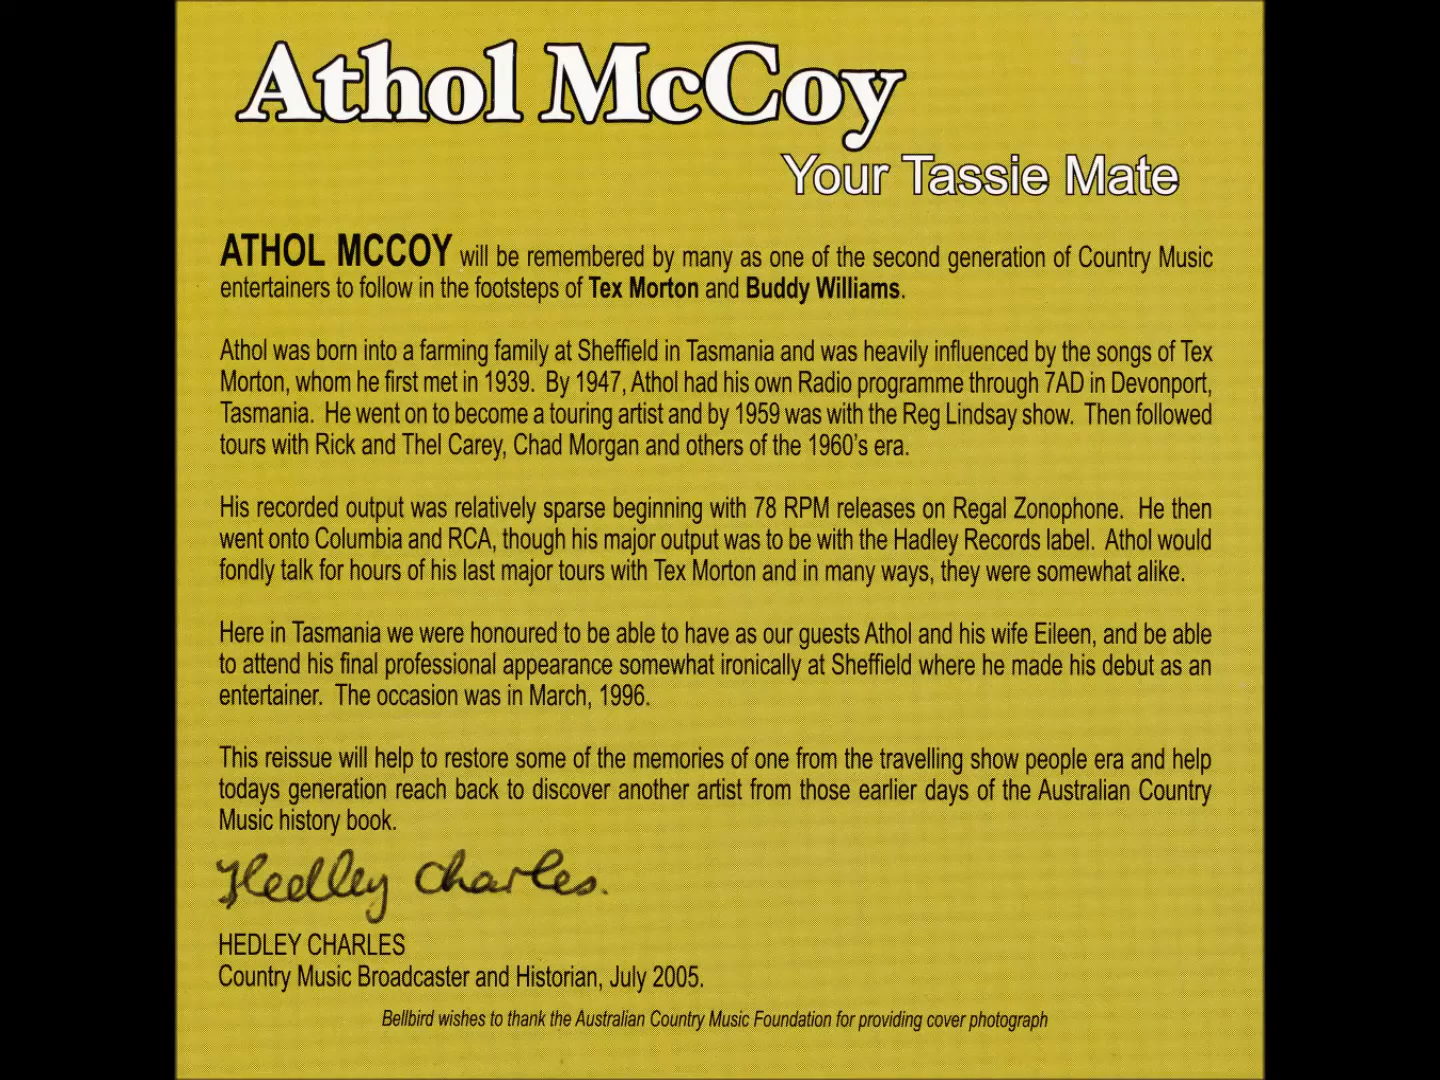 Athol McCoy
Your Tassie Mate
ATHOL MCCOY will be remembered by many as one of the second generation of Country Music
entertainers to follow in the footsteps of Tex Morton and Buddy Williams.
Athol was born into a farming family at Sheffield in Tasmania and was heavily influenced by the songs of Tex
Morton, whom he first met in 1939. By 1947, Athol had his own Radio programme through 7AD in Devonport,
Tasmania. He went on to become a touring artist and by 1959 was with the Reg Lindsay show. Then followed
tours with Rick and Thel Carey, Chad Morgan and others of the 1960's era.
His recorded output was relatively sparse beginning with 78 RPM releases on Regal Zonophone. He then
went onto Columbia and RCA, though his major output was to be with the Hadley Records label. Athol would
fondly talk for hours of his last major tours with Tex Morton and in many ways, they were somewhat alike.
Here in Tasmania we were honoured to be able to have as our guests Athol and his wife Eileen, and be able
to attend his final professional appearance somewhat ironically at Sheffield where he made his debut as an
entertainer. The occasion was in March, 1996.
This reissue will help to restore some of the memories of one from the travelling show people era and help
todays generation reach back to discover another artist from those earlier days of the Australian Country
Music history book.
Hedley Charles.
HEDLEY CHARLES
Country Music Broadcaster and Historian, July 2005.
Bellbird wishes to thank the Australian Country Music Foundation for providing cover photograph